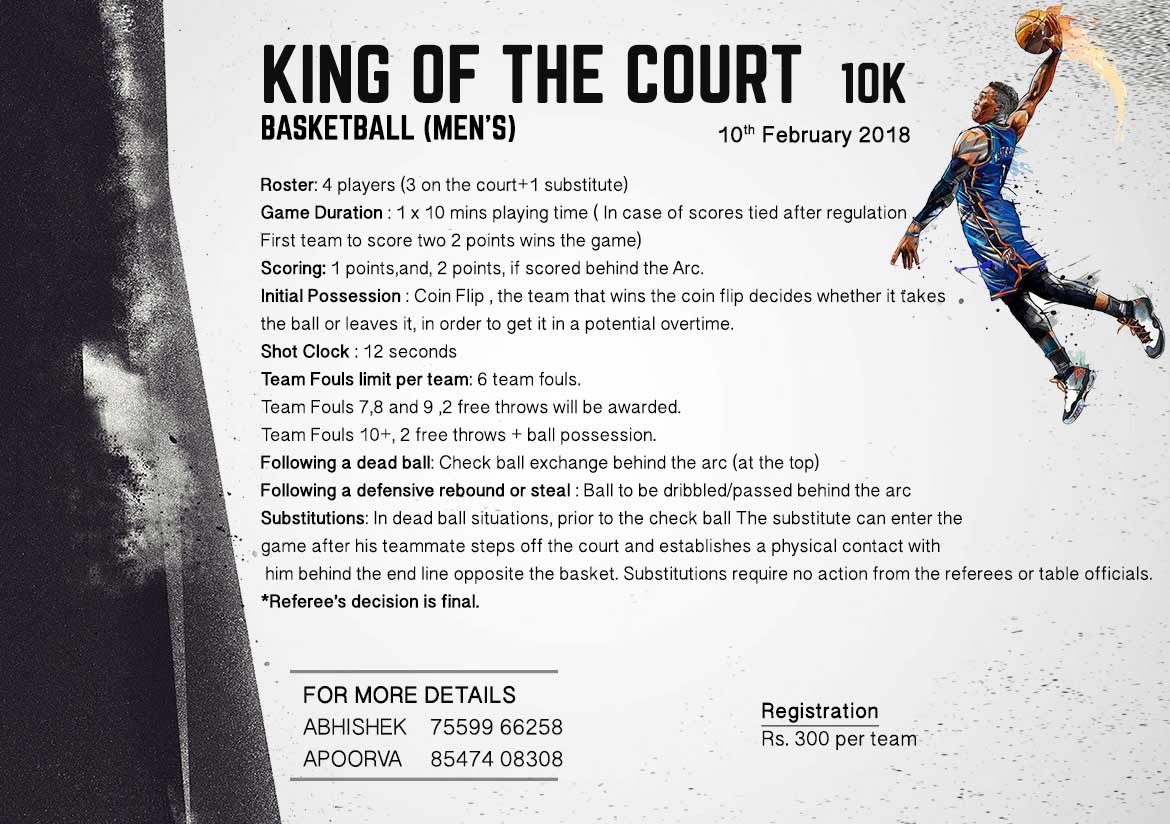 KING OF THE COURT 10K
BASKETBALL (MEN'S) 10th February 2018
Roster: 4 players (3 on the court+1 substitute)
Game Duration : 1 x 10 mins playing time ( In case of scores tied after regulation
First team to score two 2 points wins the game)
Scoring: 1 points,and, 2 points, if scored behind the Arc.
Initial Possession : Coin Flip , the team that wins the coin flip decides whether it takes
the ball or leaves it, in order to get it in a potential overtime.
Shot Clock : 12 seconds
Team Fouls limit per team: 6 team fouls.
Team Fouls 7,8 and 9 ,2 free throws will be awarded.
Team Fouls 10+, 2 free throws + ball possession.
Following a dead ball: Check ball exchange behind the arc (at the top)
Following a defensive rebound or steal : Ball to be dribbled/passed behind the arc
Substitutions: In dead ball situations, prior to the check ball The substitute can enter the
game after his teammate steps off the court and establishes a physical contact with
him behind the end line opposite the basket. Substitutions require no action from the referees or table officials.
*Referee's decision is final.
FOR MORE DETAILS
ABHISHEK 75599 66258
APOORVA 85474 08308
Registration
Rs. 300 per team